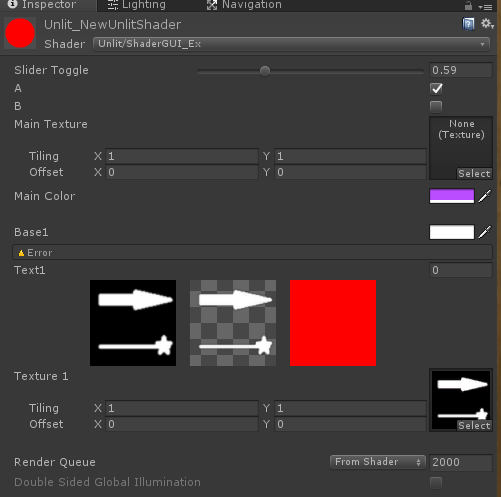 Inspector Lighting Navigation
Unlit_NewUnlitShader
Shader Unlit/ShaderGUI_Ex
Slider Toggle 0.59
A
B
Main Texture None
(Texture)
Tiling X 1 Y 1
Offset X 0 Y 0
Select
Main Color
Base1
Error
Text1 0
Texture 1
Tiling X 1 Y 1
Offset X 0 Y 0
Select
Render Queue From Shader 2000
Double Sided Global Illumination